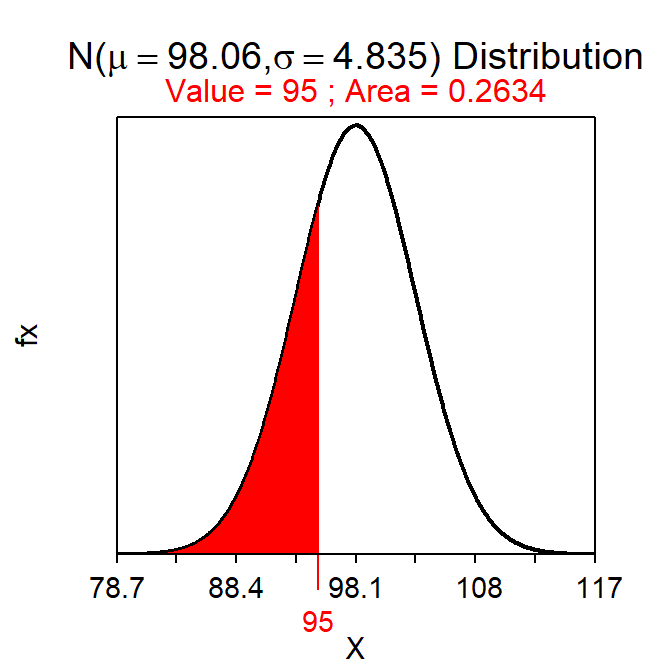 N(μ = 98.06,σ = 4.835) Distribution
Value = 95 ; Area = 0.2634
fx
78.7 88.4 98.1 108 117
95
X